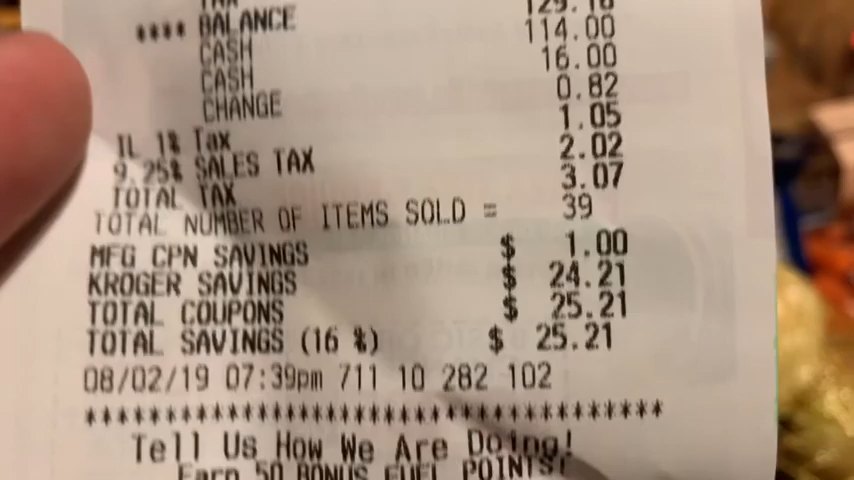 TAX
**** BALANCE 129.18
CASH 114.00
CASH 16.00
CHANGE 0.82
IL 1% Tax 1.05
9.25% SALES TAX 2.02
TOTAL TAX 3.07
TOTAL NUMBER OF ITEMS SOLD = 39
MFG CPN SAVINGS $ 1.00
KROGER SAVINGS $ 24.21
TOTAL COUPONS $ 25.21
TOTAL SAVINGS (16 %) $ 25.21
08/02/19 07:39pm 711 10 282 102
****************************************
Tell Us How We Are Doing!
Earn 50 BONUS FUEL POINTS!